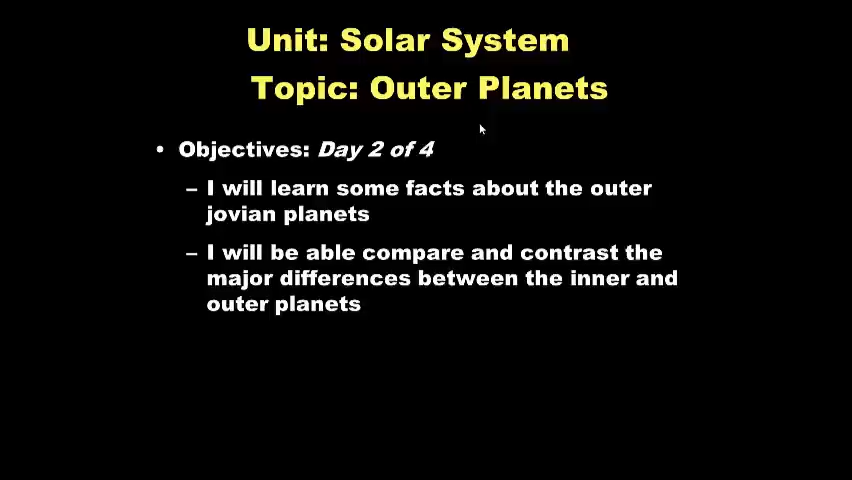 Unit: Solar System
Topic: Outer Planets
• Objectives: Day 2 of 4
– I will learn some facts about the outer
jovian planets
– I will be able compare and contrast the
major differences between the inner and
outer planets